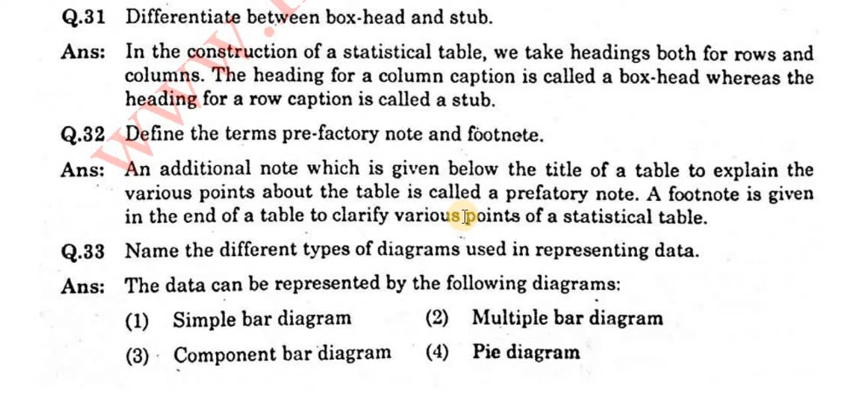 Q.31 Differentiate between box-head and stub.
Ans: In the construction of a statistical table, we take headings both for rows and
columns. The heading for a column caption is called a box-head whereas the
heading for a row caption is called a stub.
Q.32 Define the terms pre-factory note and footnote.
Ans: An additional note which is given below the title of a table to explain the
various points about the table is called a prefatory note. A footnote is given
in the end of a table to clarify various points of a statistical table.
Q.33 Name the different types of diagrams used in representing data.
Ans: The data can be represented by the following diagrams:
(1) Simple bar diagram (2) Multiple bar diagram
(3) Component bar diagram (4) Pie diagram
www.